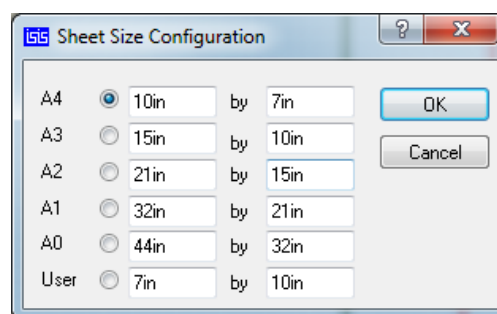 isis Sheet Size Configuration ? X
A4 10in by 7in OK
A3 15in by 10in Cancel
A2 21in by 15in
A1 32in by 21in
A0 44in by 32in
User 7in by 10in